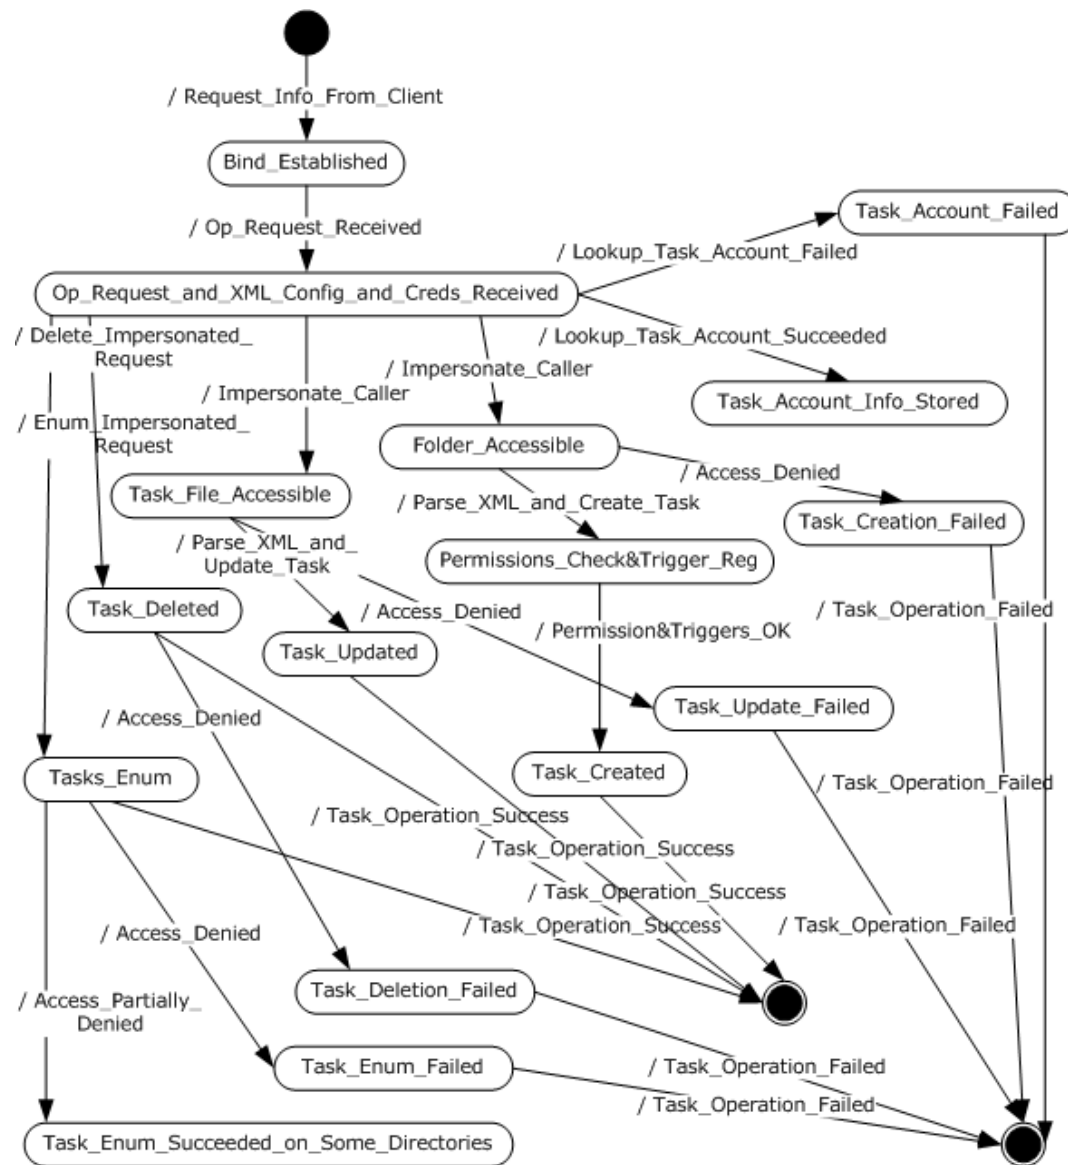 / Request_Info_From_Client
Bind_Established
/ Op_Request_Received
Task_Account_Failed
/ Lookup_Task_Account_Failed
Op_Request_and_XML_Config_and_Creds_Received
/ Delete_Impersonated_
Request
/ Lookup_Task_Account_Succeeded
/ Impersonate_Caller
/ Impersonate_Caller
Task_Account_Info_Stored
/ Enum_Impersonated_
Request
Folder_Accessible
/ Access_Denied
Task_File_Accessible
/ Parse_XML_and_Create_Task
Task_Creation_Failed
/ Parse_XML_and_
Update_Task
Permissions_Check&Trigger_Reg
Task_Deleted
/ Access_Denied
/ Task_Operation_Failed
/ Permission&Triggers_OK
Task_Updated
Task_Update_Failed
/ Access_Denied
Tasks_Enum
Task_Created
/ Task_Operation_Failed
/ Task_Operation_Success
/ Task_Operation_Success
/ Task_Operation_Success
/ Task_Operation_Success
/ Task_Operation_Failed
/ Access_Denied
Task_Deletion_Failed
/ Access_Partially_
Denied
Task_Enum_Failed
/ Task_Operation_Failed
/ Task_Operation_Failed
Task_Enum_Succeeded_on_Some_Directories